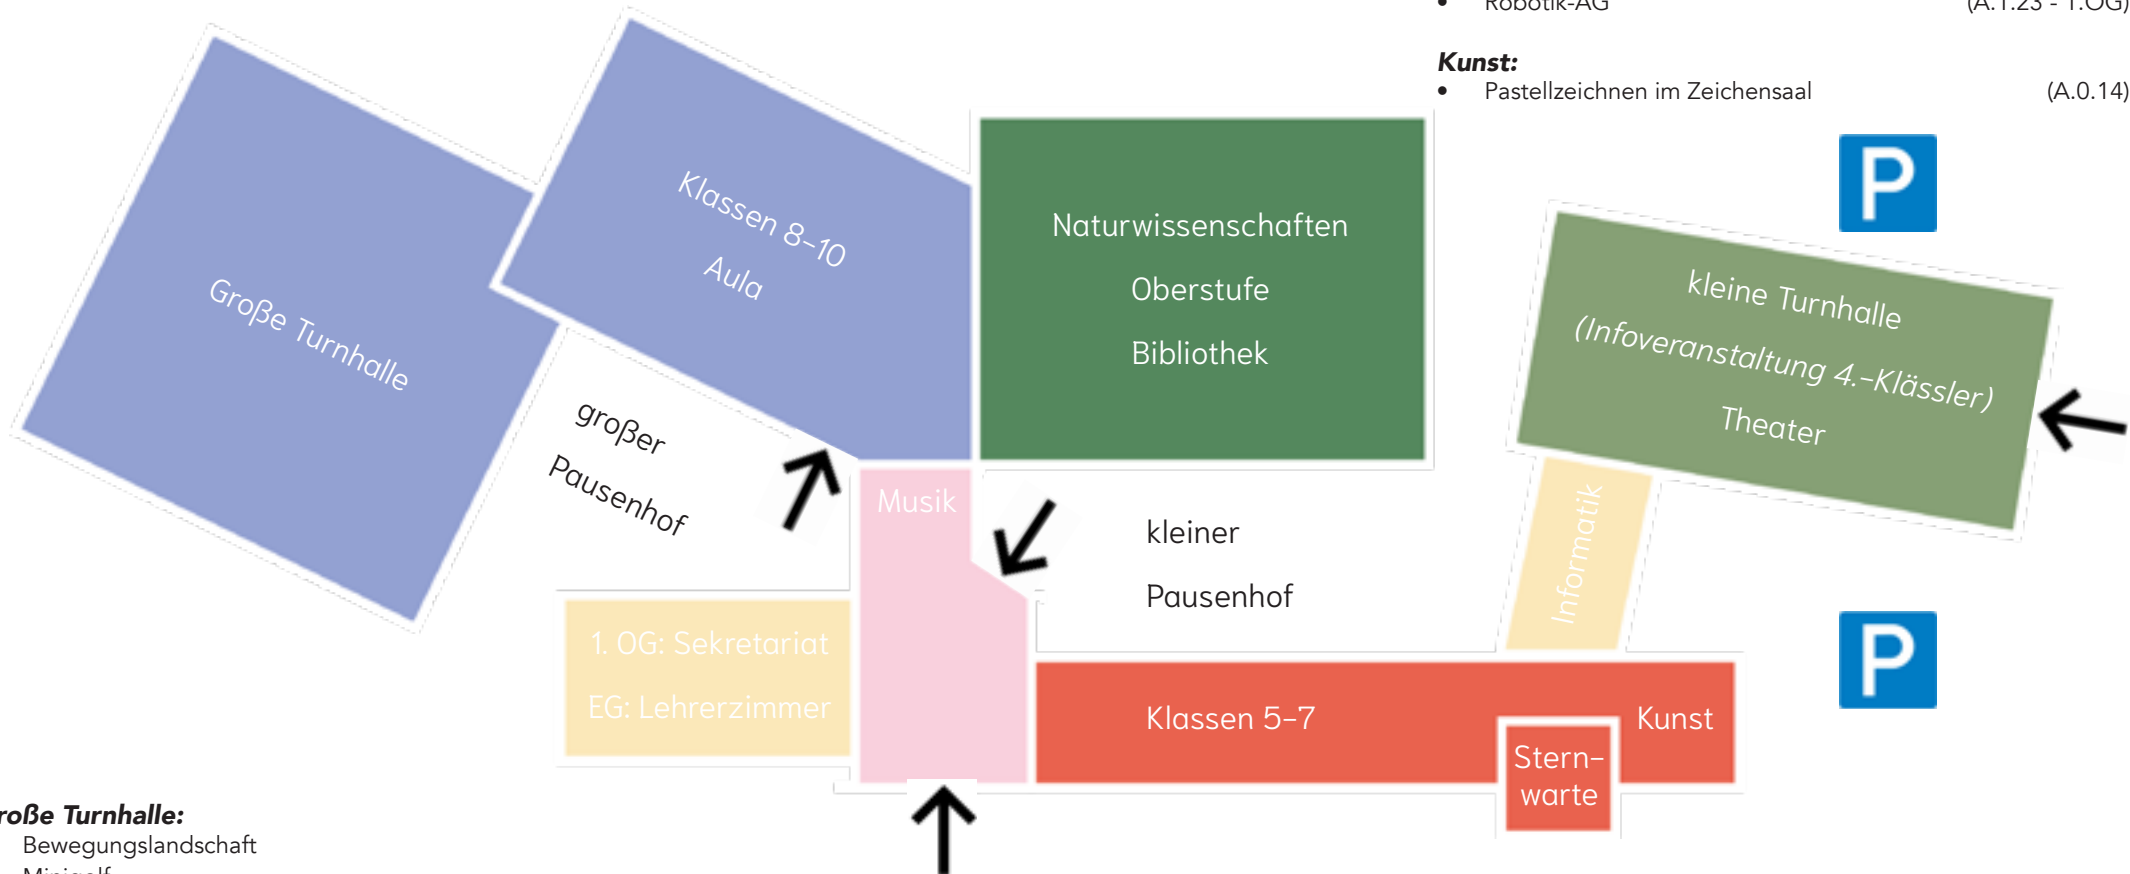 Robotik-AG (A.1.23 - 1.OG)
Kunst:
• Pastellzeichnen im Zeichensaal (A.0.14)
P
Klassen 8-10
Aula
Große Turnhalle
Naturwissenschaften
Oberstufe
Bibliothek
kleine Turnhalle
(Infoveranstaltung 4.-Klässler)
Theater
großer
Pausenhof
Musik
kleiner
Pausenhof
Informatik
1. OG: Sekretariat
EG: Lehrerzimmer
P
Klassen 5-7
Kunst
Stern-
warte
roße Turnhalle:
Bewegungslandschaft
Minigolf